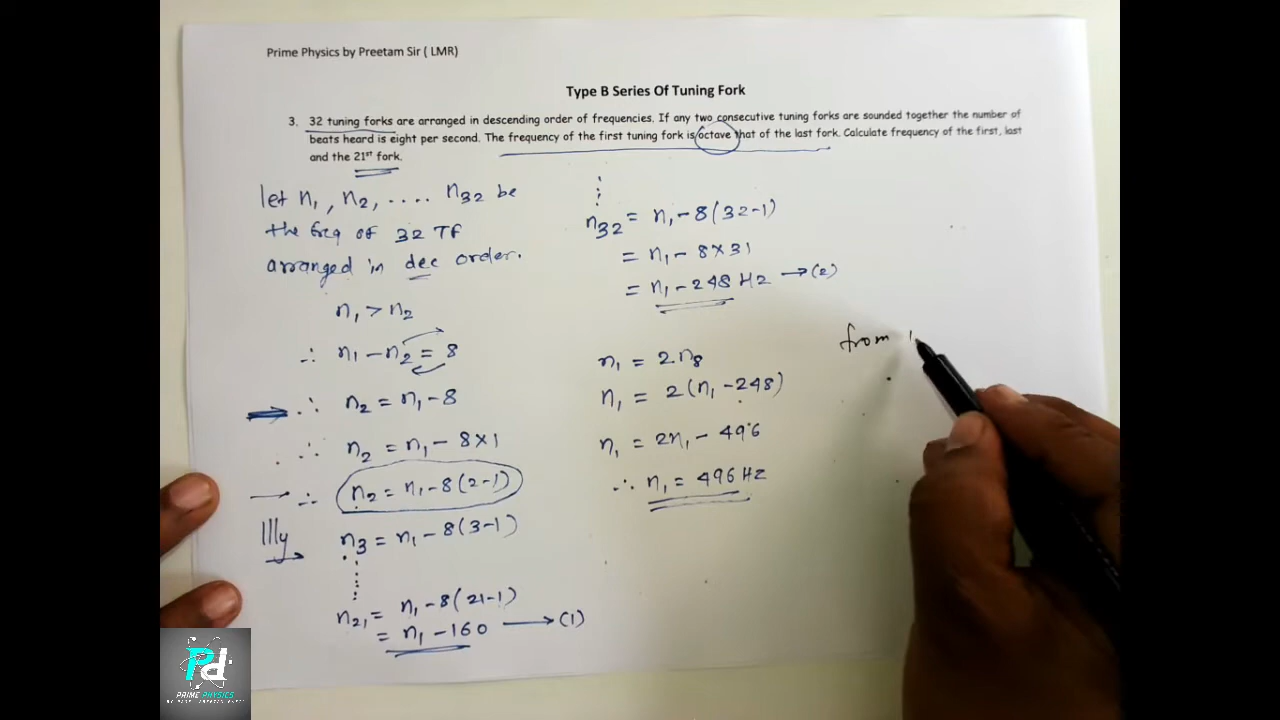 Prime Physics by Preetam Sir ( LMR)
Type B Series Of Tuning Fork
3. 32 tuning forks are arranged in descending order of frequencies. If any two consecutive tuning forks are sounded together the number of
beats heard is eight per second. The frequency of the first tuning fork is octave that of the last fork. Calculate frequency of the first, last
and the 21st fork.
let n1, n2, .... n32 be
the freq of 32 TF
arranged in dec order.
n1 > n2
∴ n1 - n2 = 8
∴ n2 = n1 - 8
∴ n2 = n1 - 8×1
∴ n2 = n1 - 8(2-1)
Illly n3 = n1 - 8(3-1)
n21 = n1 - 8(21-1)
= n1 - 160 → (1)
n32 = n1 - 8(32-1)
= n1 - 8×31
= n1 - 248 Hz → (2)
n1 = 2n8
n1 = 2(n1 - 248)
n1 = 2n1 - 496
∴ n1 = 496 Hz
from
Pd
PRIME PHYSICS